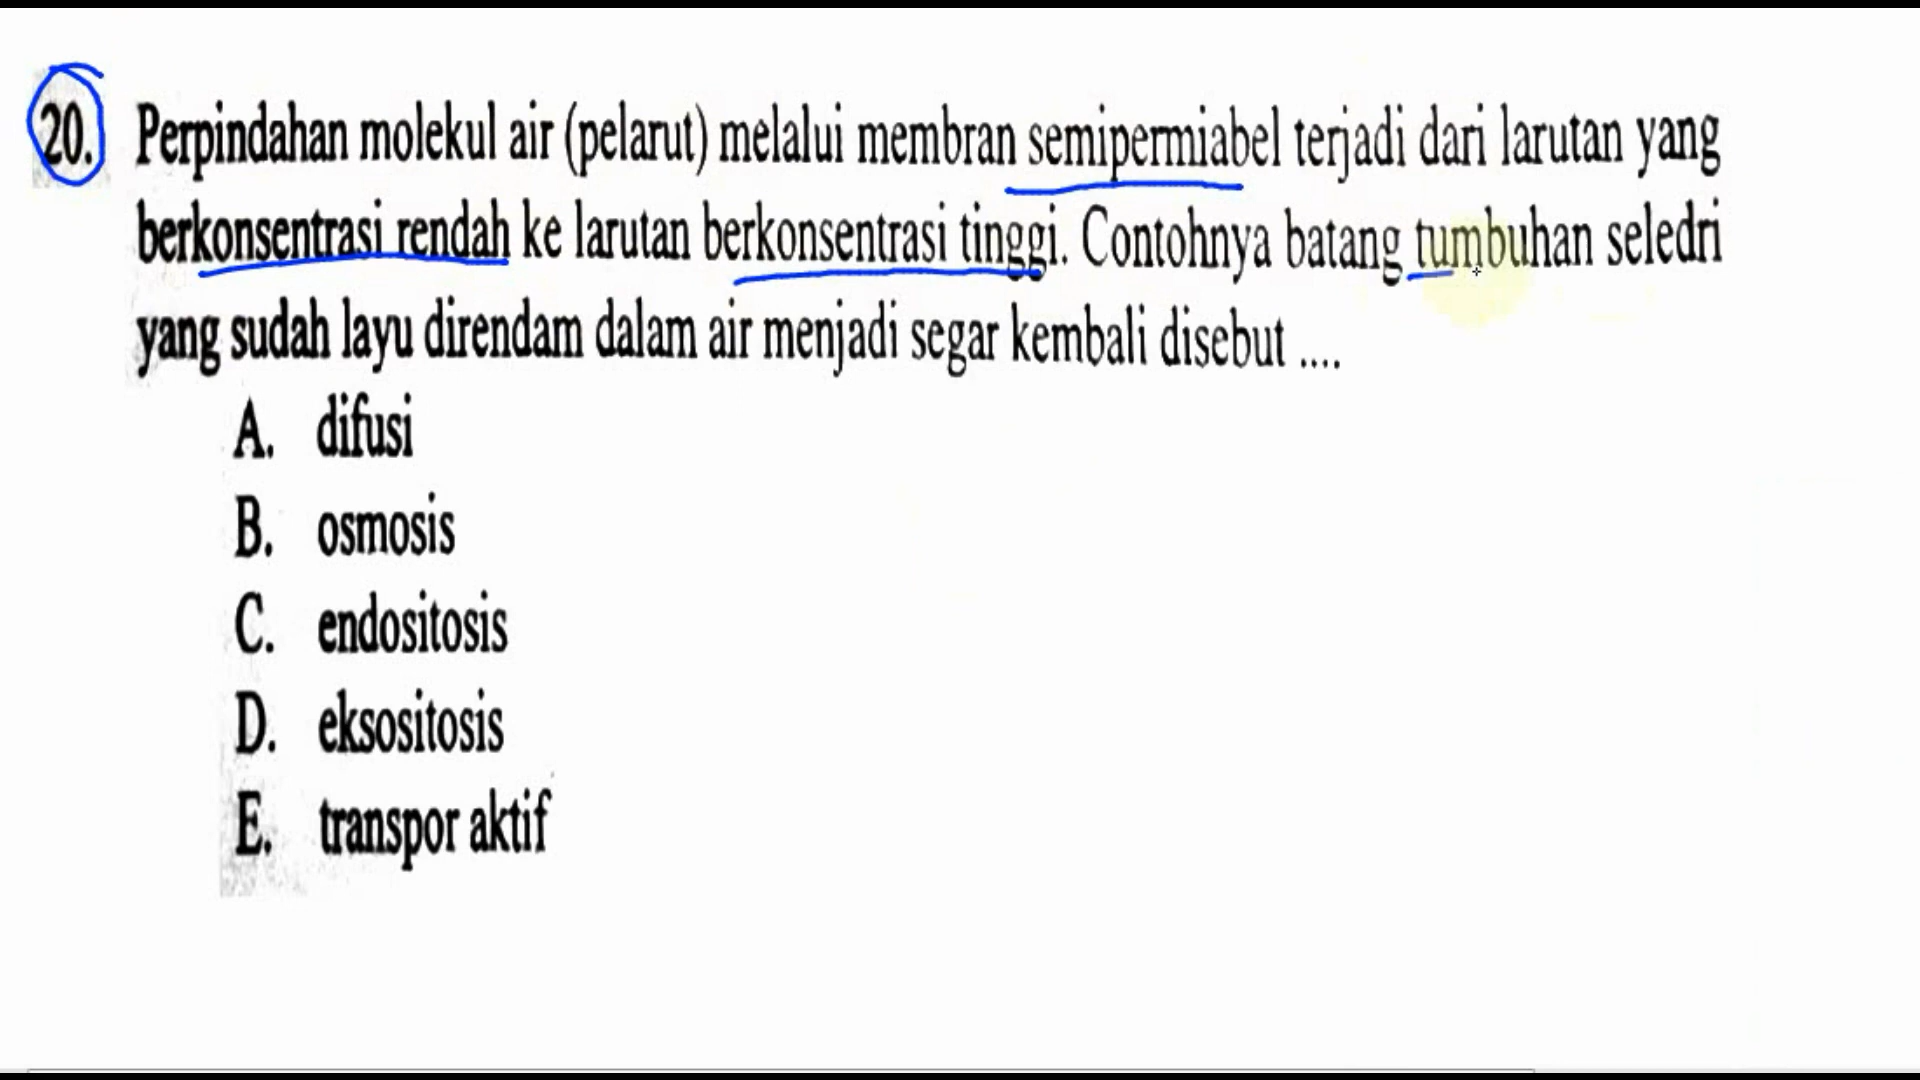 20. Perpindahan molekul air (pelarut) melalui membran semipermiabel terjadi dari larutan yang
berkonsentrasi rendah ke larutan berkonsentrasi tinggi. Contohnya batang tumbuhan seledri
yang sudah layu direndam dalam air menjadi segar kembali disebut ....
A. difusi
B. osmosis
C. endositosis
D. eksositosis
E. transpor aktif